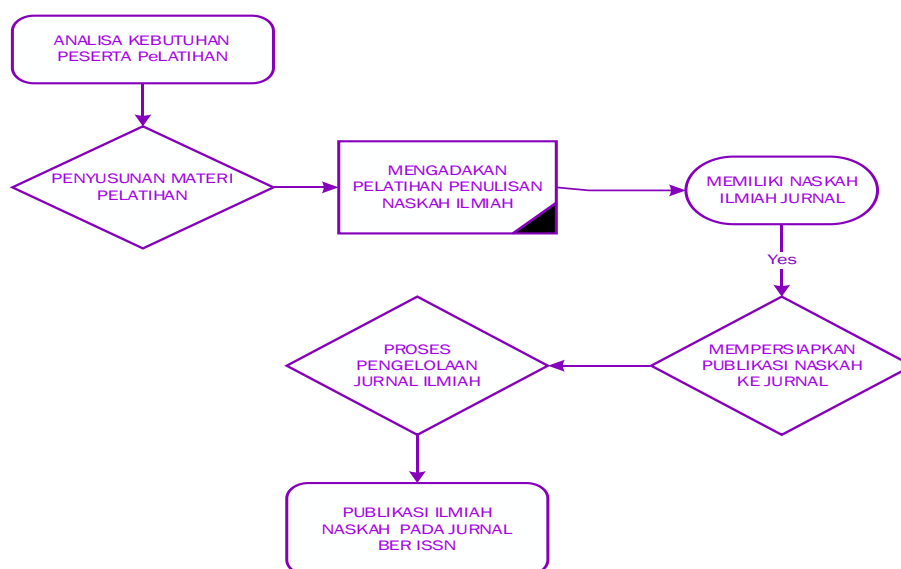 ANALISA KEBUTUHAN
PESERTA PeLATIHAN
PENYUSUNAN MATERI
PELATIHAN
MENGADAKAN
PELATIHAN PENULISAN
NASKAH ILMIAH
MEMILIKI NASKAH
ILMIAH JURNAL
Yes
MEMPERSIAPKAN
PUBLIKASI NASKAH
KE JURNAL
PROSES
PENGELOLAAN
JURNAL ILMIAH
PUBLIKASI ILMIAH
NASKAH PADA JURNAL
BER ISSN